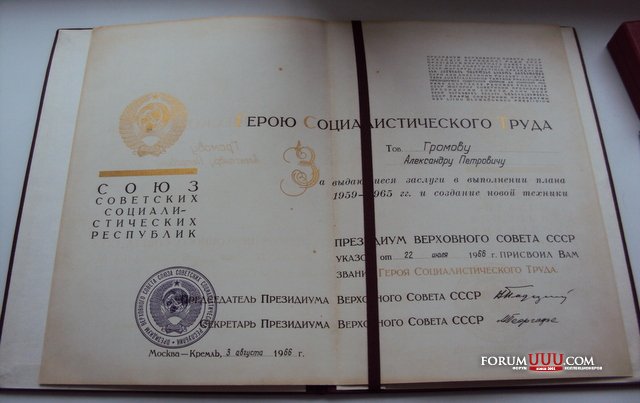 Герою Социалистического Труда
Тов. Громову
Александру Петровичу
СОЮЗ
СОВЕТСКИХ
СОЦИАЛИ-
СТИЧЕСКИХ
РЕСПУБЛИК
За выдающиеся заслуги в выполнении плана
1959—1965 гг. и создание новой техники
ПРЕЗИДИУМ ВЕРХОВНОГО СОВЕТА СССР
УКАЗОМ от 22 июля 1966 г. ПРИСВОИЛ ВАМ
ЗВАНИЕ Героя Социалистического Труда.
Председатель Президиума Верховного Совета СССР
Секретарь Президиума Верховного Совета СССР
Москва—Кремль, 3 августа 1966 г.
FORUMUUU.COM
ФОРУМ КОЛЛЕКЦИОНЕРОВ